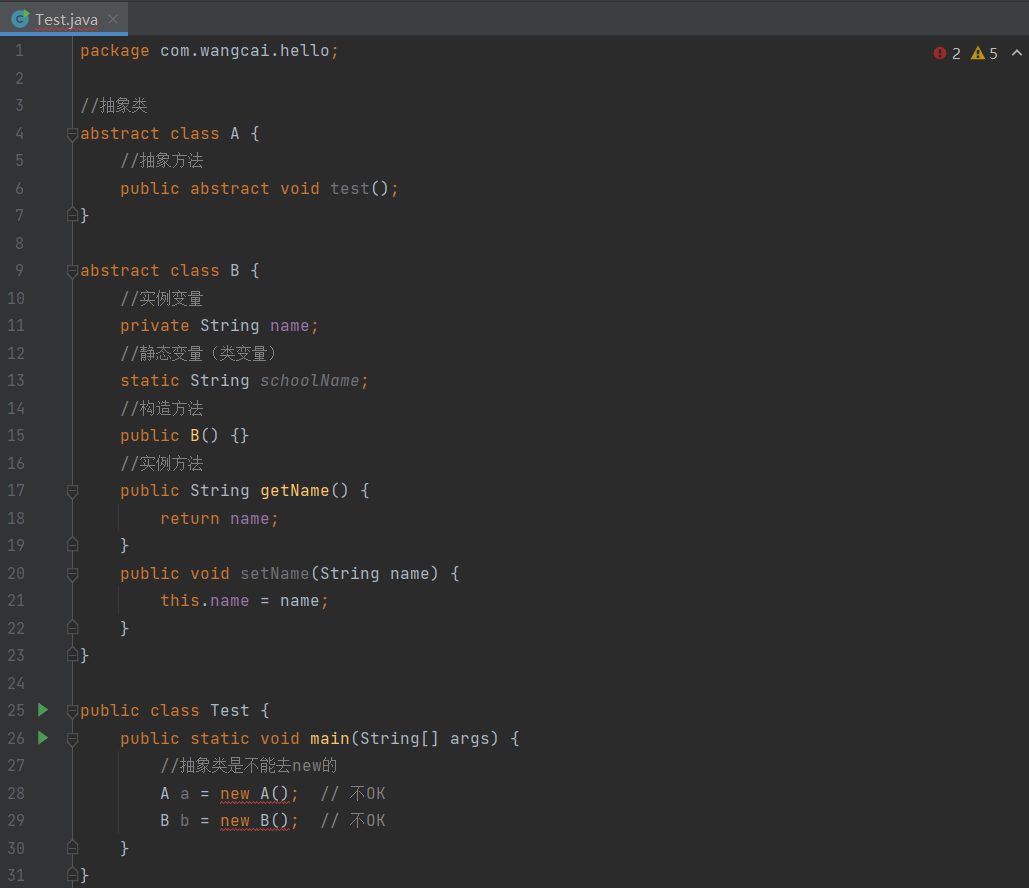 Test.java
2 5
1 package com.wangcai.hello;
2
3 //抽象类
4 abstract class A {
5     //抽象方法
6     public abstract void test();
7 }
8
9 abstract class B {
10     //实例变量
11     private String name;
12     //静态变量（类变量）
13     static String schoolName;
14     //构造方法
15     public B() {}
16     //实例方法
17     public String getName() {
18         return name;
19     }
20     public void setName(String name) {
21         this.name = name;
22     }
23 }
24
25 public class Test {
26     public static void main(String[] args) {
27         //抽象类是不能去new的
28         A a = new A();  // 不OK
29         B b = new B();  // 不OK
30     }
31 }